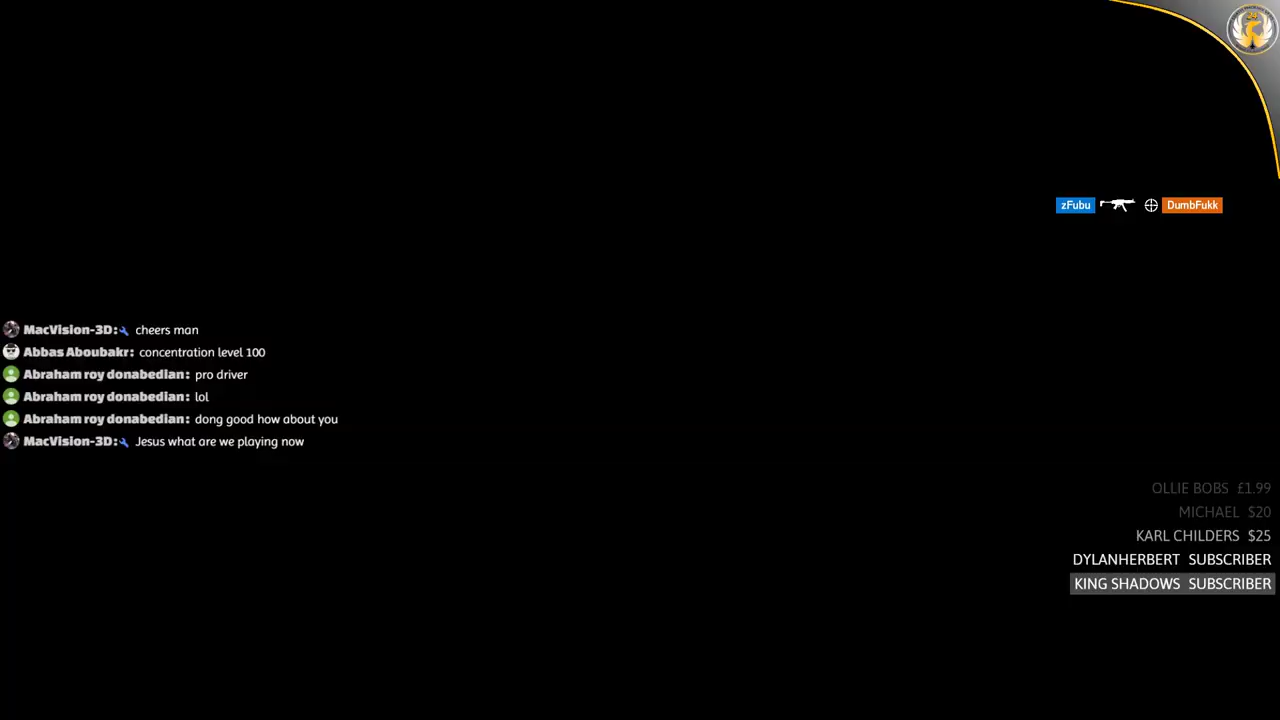 24
zFubu DumbFukk
MacVision-3D: cheers man
Abbas Aboubakr: concentration level 100
Abraham roy donabedian: pro driver
Abraham roy donabedian: lol
Abraham roy donabedian: dong good how about you
MacVision-3D: Jesus what are we playing now
OLLIE BOBS £1.99
MICHAEL $20
KARL CHILDERS $25
DYLANHERBERT SUBSCRIBER
KING SHADOWS SUBSCRIBER